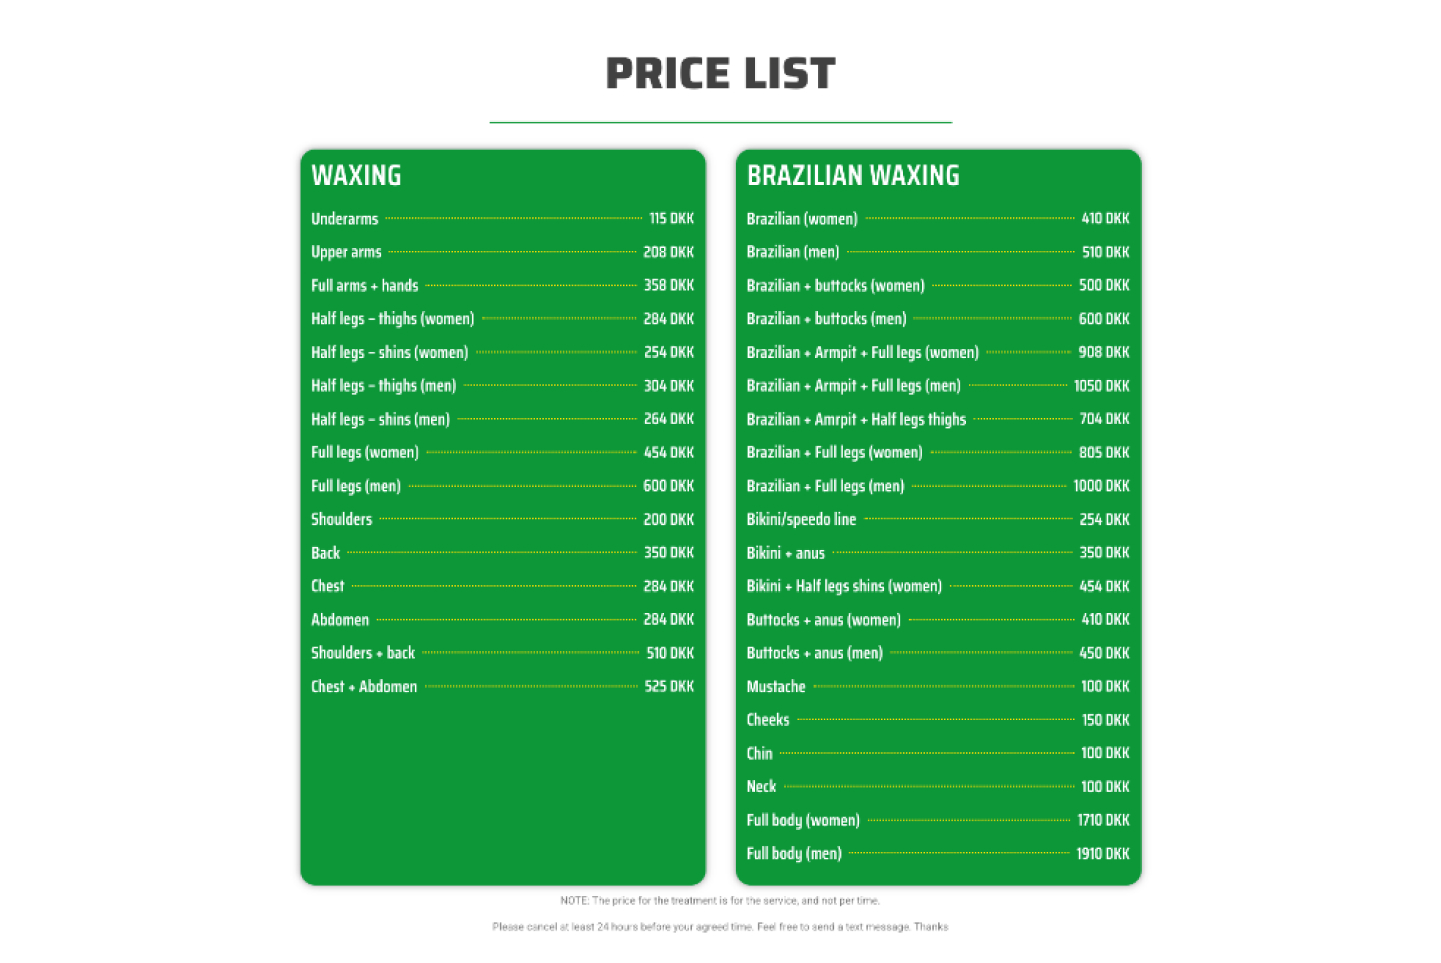 PRICE LIST
WAXING
Underarms 115 DKK
Upper arms 208 DKK
Full arms + hands 358 DKK
Half legs – thighs (women) 284 DKK
Half legs – shins (women) 254 DKK
Half legs – thighs (men) 304 DKK
Half legs – shins (men) 264 DKK
Full legs (women) 454 DKK
Full legs (men) 600 DKK
Shoulders 200 DKK
Back 350 DKK
Chest 284 DKK
Abdomen 284 DKK
Shoulders + back 510 DKK
Chest + Abdomen 525 DKK
BRAZILIAN WAXING
Brazilian (women) 410 DKK
Brazilian (men) 510 DKK
Brazilian + buttocks (women) 500 DKK
Brazilian + buttocks (men) 600 DKK
Brazilian + Armpit + Full legs (women) 908 DKK
Brazilian + Armpit + Full legs (men) 1050 DKK
Brazilian + Amrpit + Half legs thighs 704 DKK
Brazilian + Full legs (women) 805 DKK
Brazilian + Full legs (men) 1000 DKK
Bikini/speedo line 254 DKK
Bikini + anus 350 DKK
Bikini + Half legs shins (women) 454 DKK
Buttocks + anus (women) 410 DKK
Buttocks + anus (men) 450 DKK
Mustache 100 DKK
Cheeks 150 DKK
Chin 100 DKK
Neck 100 DKK
Full body (women) 1710 DKK
Full body (men) 1910 DKK
NOTE: The price for the treatment is for the service, and not per time.
Please cancel at least 24 hours before your agreed time. Feel free to send a text message. Thanks